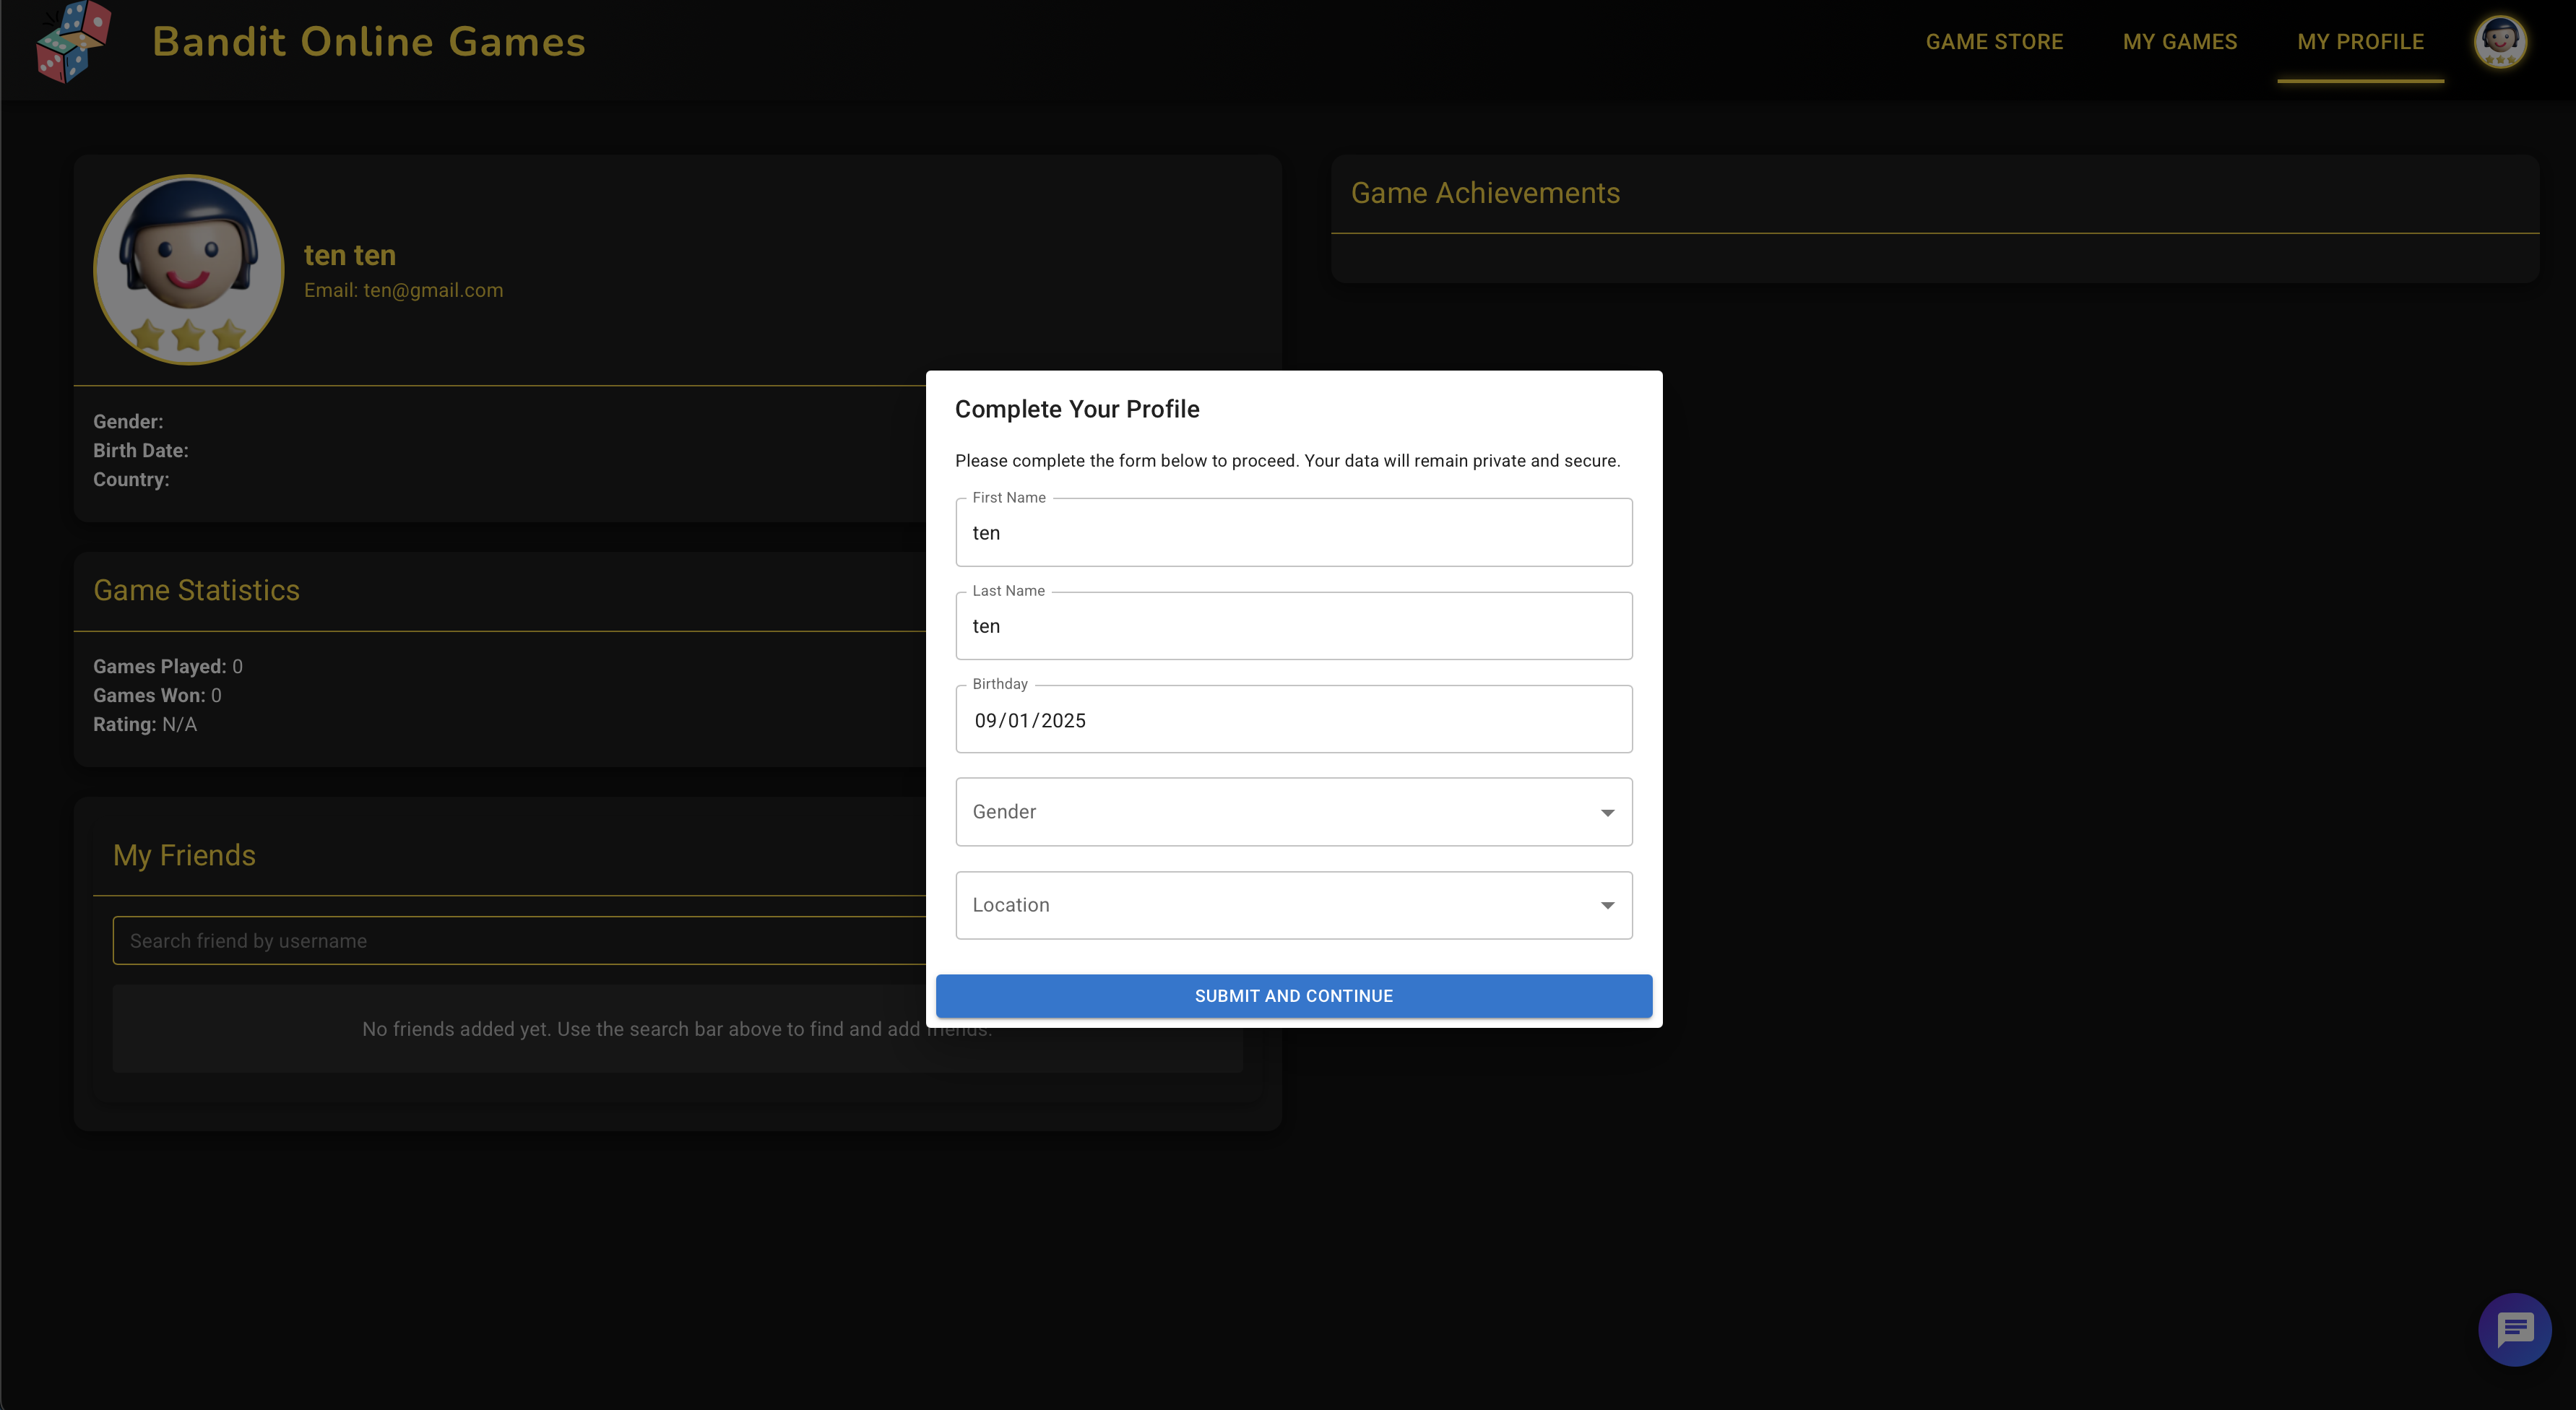 Bandit Online Games
GAME STORE
MY GAMES
MY PROFILE
ten ten
Email: ten@gmail.com
Gender:
Birth Date:
Country:
Game Statistics
Games Played: 0
Games Won: 0
Rating: N/A
My Friends
Search friend by username
No friends added yet. Use the search bar above to find and add friends.
Game Achievements
Complete Your Profile
Please complete the form below to proceed. Your data will remain private and secure.
First Name
ten
Last Name
ten
Birthday
09/01/2025
Gender
Location
SUBMIT AND CONTINUE